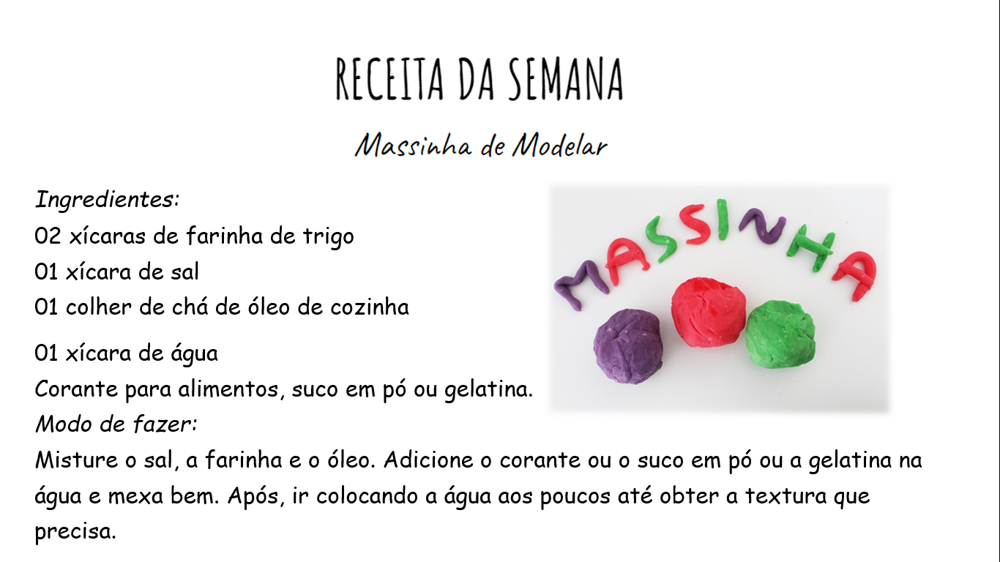 RECEITA DA SEMANA
Massinha de Modelar
Ingredientes:
02 xícaras de farinha de trigo
01 xícara de sal
01 colher de chá de óleo de cozinha
01 xícara de água
Corante para alimentos, suco em pó ou gelatina.
MASSINHA
Modo de fazer:
Misture o sal, a farinha e o óleo. Adicione o corante ou o suco em pó ou a gelatina na
água e mexa bem. Após, ir colocando a água aos poucos até obter a textura que
precisa.